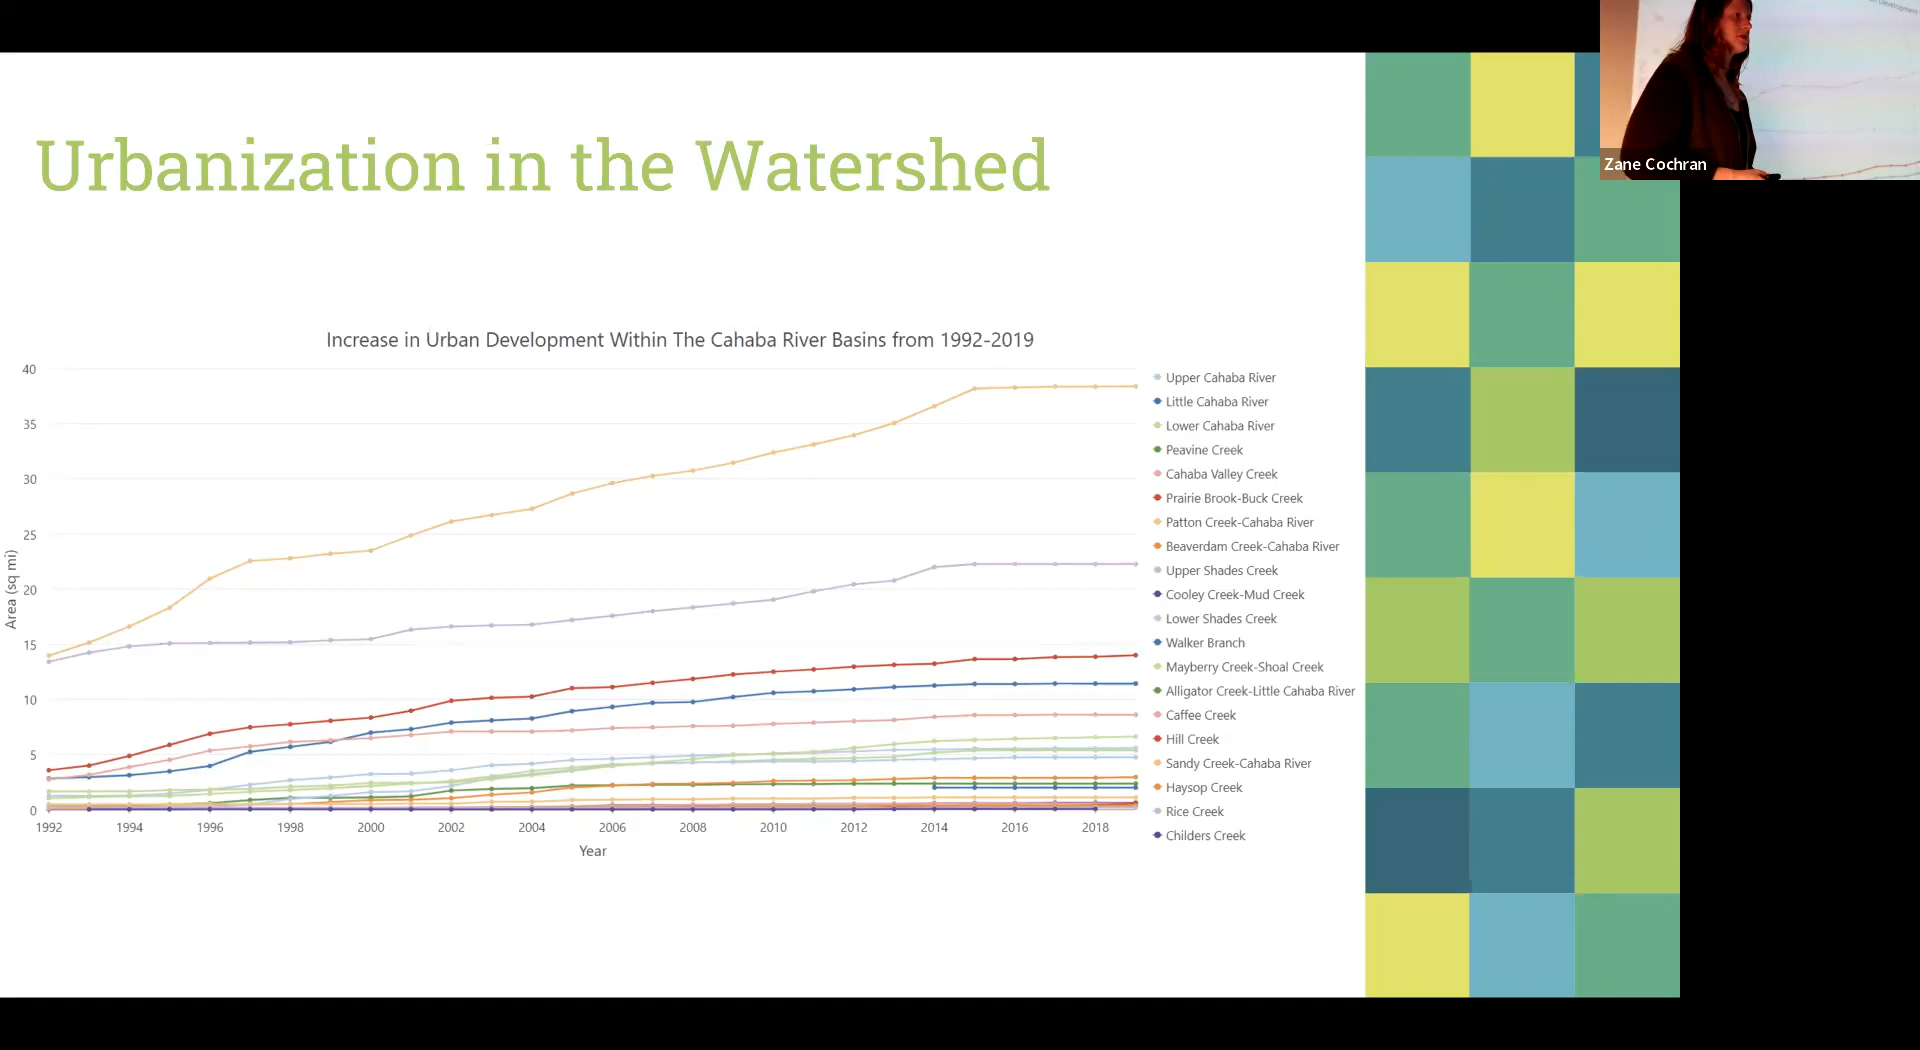 Urbanization in the Watershed
Zane Cochran
Increase in Urban Development Within The Cahaba River Basins from 1992-2019
40
35
30
25
20
15
10
5
0
Area (sq mi)
1992 1994 1996 1998 2000 2002 2004 2006 2008 2010 2012 2014 2016 2018
Year
Upper Cahaba River
Little Cahaba River
Lower Cahaba River
Peavine Creek
Cahaba Valley Creek
Prairie Brook-Buck Creek
Patton Creek-Cahaba River
Beaverdam Creek-Cahaba River
Upper Shades Creek
Cooley Creek-Mud Creek
Lower Shades Creek
Walker Branch
Mayberry Creek-Shoal Creek
Alligator Creek-Little Cahaba River
Caffee Creek
Hill Creek
Sandy Creek-Cahaba River
Haysop Creek
Rice Creek
Childers Creek